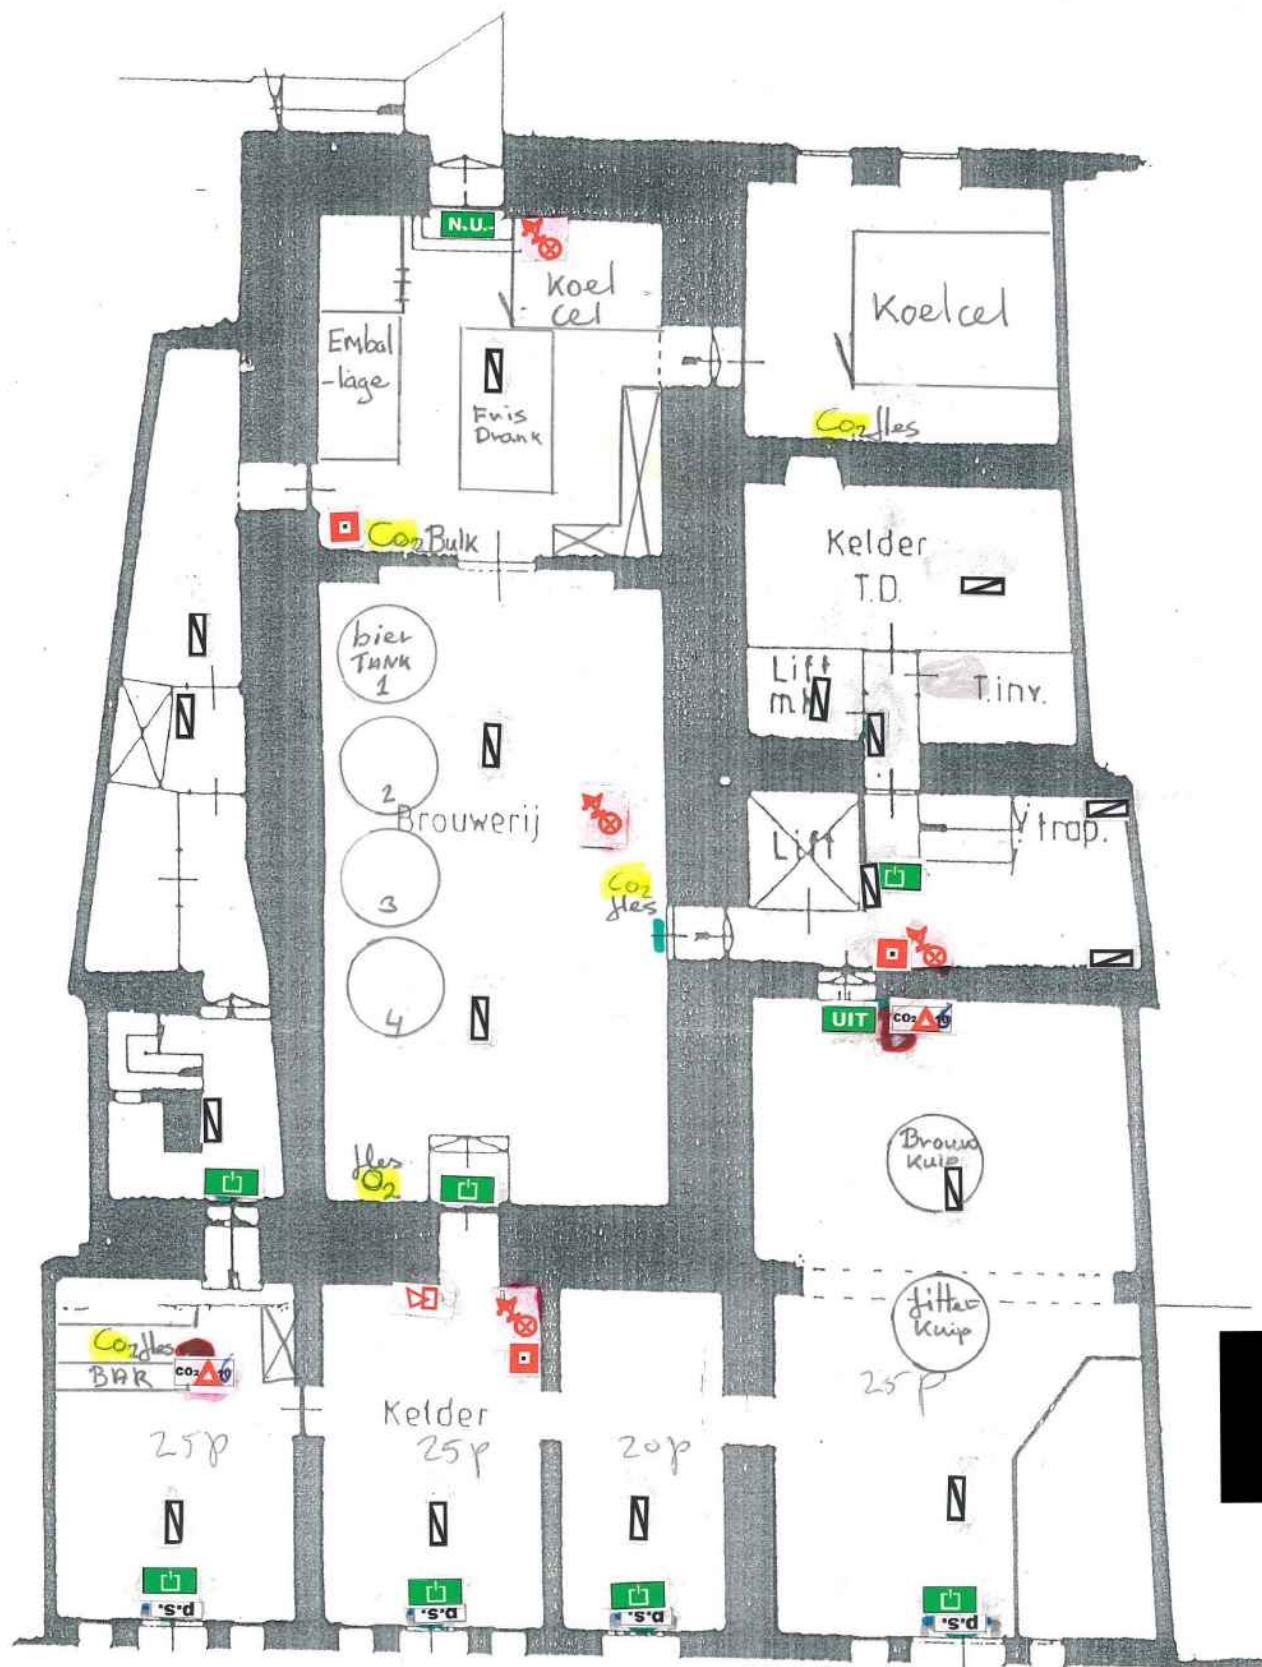 N.U.
Koel
cel
Koelcel
Embal
-lage
Fris
Drank
CO2 fles
CO2 Bulk
Kelder
T.D.
bier
TANK
1
Lift
T.inv.
2
Brouwerij
trap.
Lift
3
CO2
fles
4
UIT
CO2
Brouw
Kuip
fles
O2
filter
Kuip
CO2 fles
CO2
BAR
25p
Kelder
25p
25p
20p
p.s.
p.s.
p.s.
p.s.